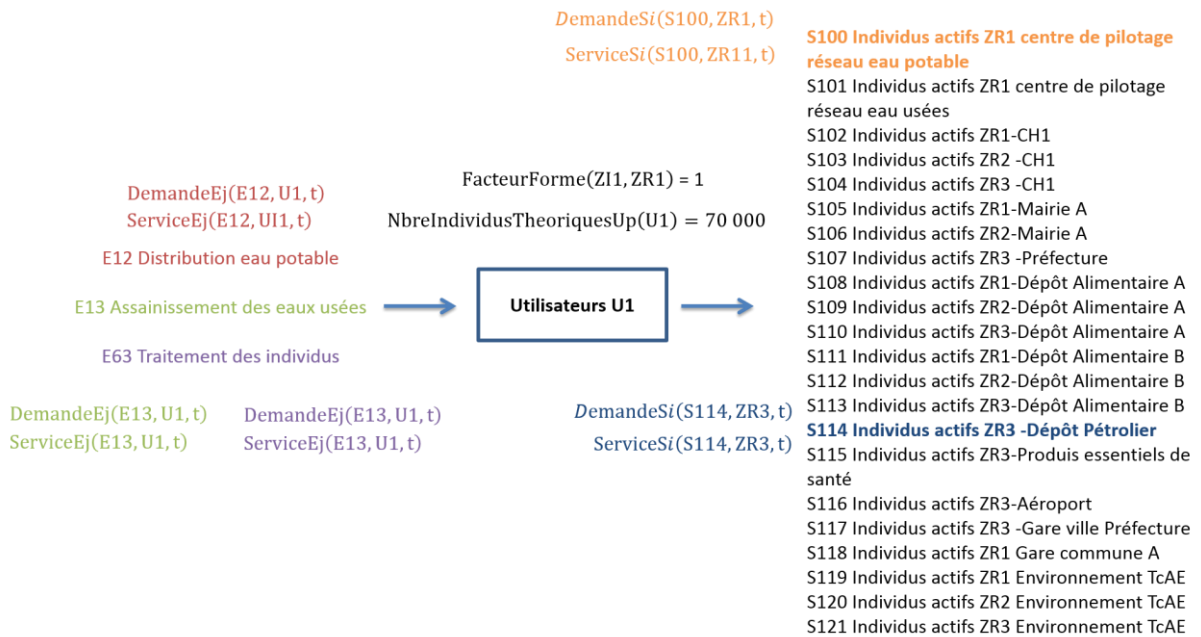 DemandeSi(S100, ZR1, t)
ServiceSi(S100, ZR11, t)
FacteurForme(ZI1, ZR1) = 1
NbreIndividusTheoriquesUp(U1) = 70 000
DemandeEj(E12, U1, t)
ServiceEj(E12, UI1, t)
E12 Distribution eau potable
E13 Assainissement des eaux usées
E63 Traitement des individus
Utilisateurs U1
DemandeEj(E13, U1, t)
ServiceEj(E13, U1, t)
DemandeEj(E13, U1, t)
ServiceEj(E13, U1, t)
DemandeSi(S114, ZR3, t)
ServiceSi(S114, ZR3, t)
S100 Individus actifs ZR1 centre de pilotage
réseau eau potable
S101 Individus actifs ZR1 centre de pilotage
réseau eau usées
S102 Individus actifs ZR1-CH1
S103 Individus actifs ZR2 -CH1
S104 Individus actifs ZR3 -CH1
S105 Individus actifs ZR1-Mairie A
S106 Individus actifs ZR2-Mairie A
S107 Individus actifs ZR3 -Préfecture
S108 Individus actifs ZR1-Dépôt Alimentaire A
S109 Individus actifs ZR2-Dépôt Alimentaire A
S110 Individus actifs ZR3-Dépôt Alimentaire A
S111 Individus actifs ZR1-Dépôt Alimentaire B
S112 Individus actifs ZR2-Dépôt Alimentaire B
S113 Individus actifs ZR3-Dépôt Alimentaire B
S114 Individus actifs ZR3 -Dépôt Pétrolier
S115 Individus actifs ZR3-Produis essentiels de
santé
S116 Individus actifs ZR3-Aéroport
S117 Individus actifs ZR3 -Gare ville Préfecture
S118 Individus actifs ZR1 Gare commune A
S119 Individus actifs ZR1 Environnement TcAE
S120 Individus actifs ZR2 Environnement TcAE
S121 Individus actifs ZR3 Environnement TcAE